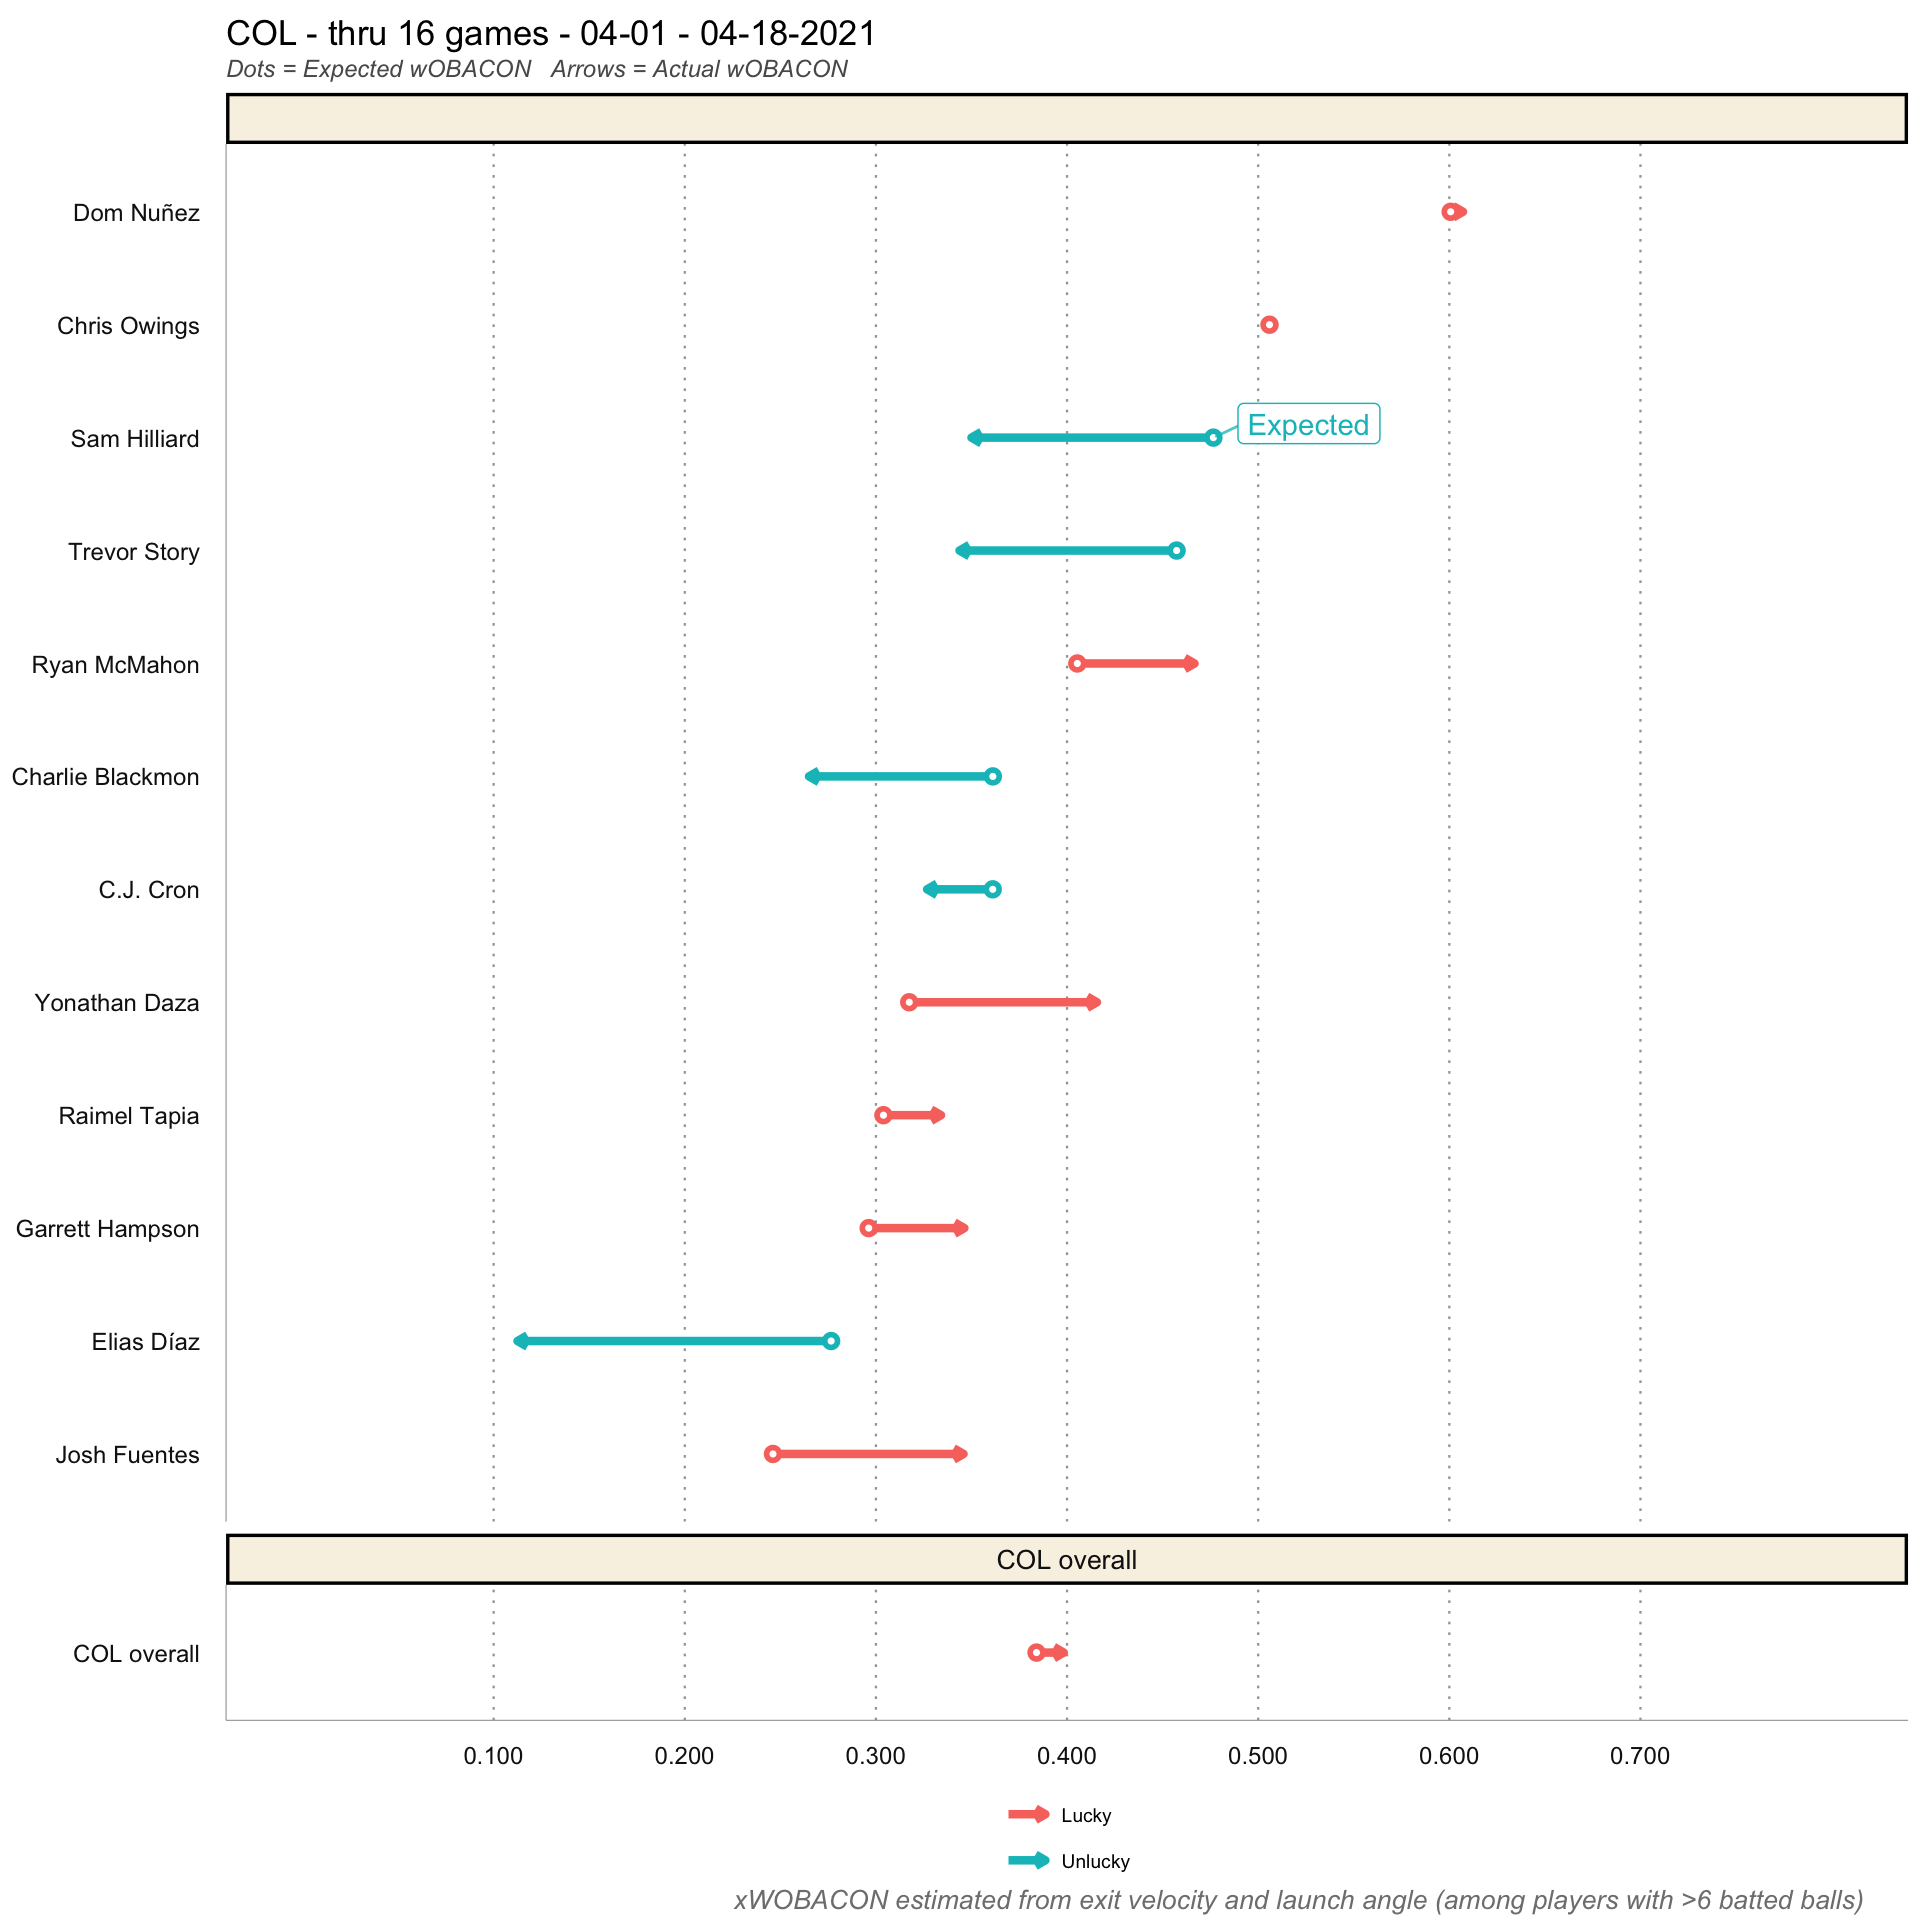 COL - thru 16 games - 04-01 - 04-18-2021
Dots = Expected wOBACON   Arrows = Actual wOBACON
Dom Nuñez
Chris Owings
Sam Hilliard
Expected
Trevor Story
Ryan McMahon
Charlie Blackmon
C.J. Cron
Yonathan Daza
Raimel Tapia
Garrett Hampson
Elias Díaz
Josh Fuentes
COL overall
COL overall
0.100 0.200 0.300 0.400 0.500 0.600 0.700
Lucky
Unlucky
xWOBACON estimated from exit velocity and launch angle (among players with >6 batted balls)